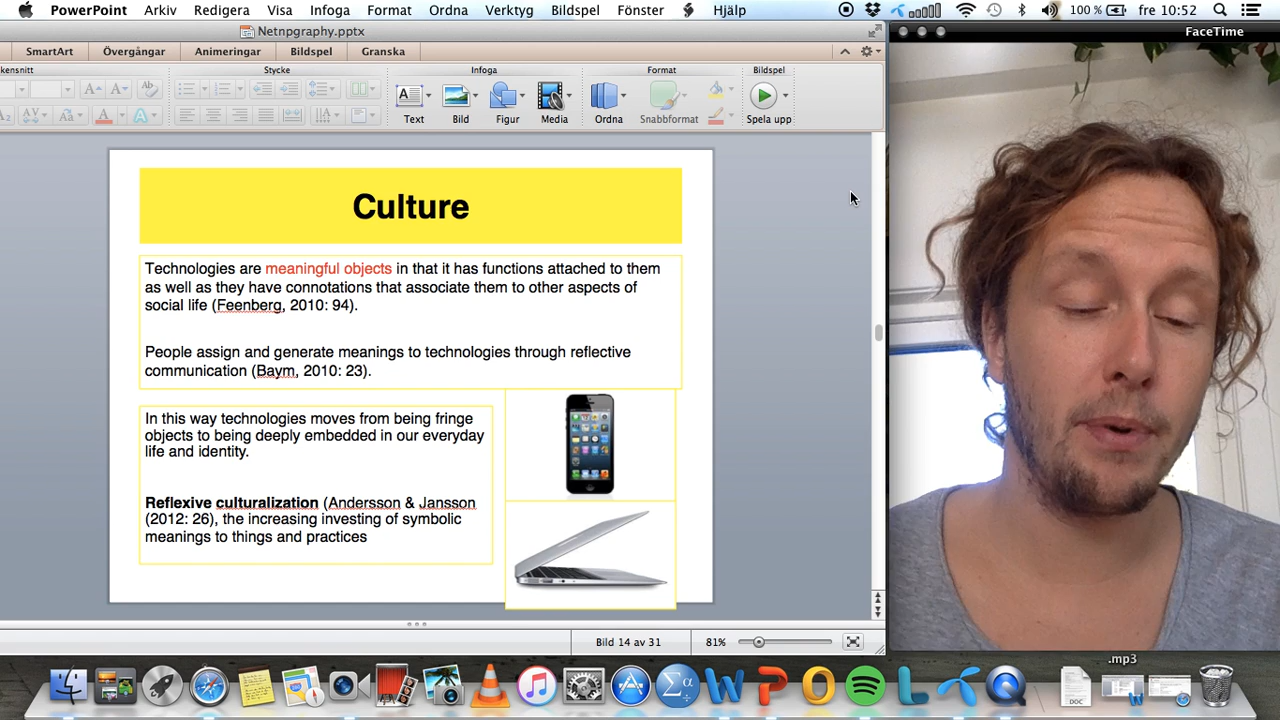 PowerPoint Arkiv Redigera Visa Infoga Format Ordna Verktyg Bildspel Fönster Hjälp 100 % fre 10:52
Netnpgraphy.pptx
FaceTime
SmartArt Övergångar Animeringar Bildspel Granska
Stycke Infoga Format Bildspel
Text Bild Figur Media Ordna Snabbformat Spela upp
Culture
Technologies are meaningful objects in that it has functions attached to them
as well as they have connotations that associate them to other aspects of
social life (Feenberg, 2010: 94).
People assign and generate meanings to technologies through reflective
communication (Baym, 2010: 23).
In this way technologies moves from being fringe
objects to being deeply embedded in our everyday
life and identity.
Reflexive culturalization (Andersson & Jansson
(2012: 26), the increasing investing of symbolic
meanings to things and practices
Bild 14 av 31 81%
.mp3
DOC